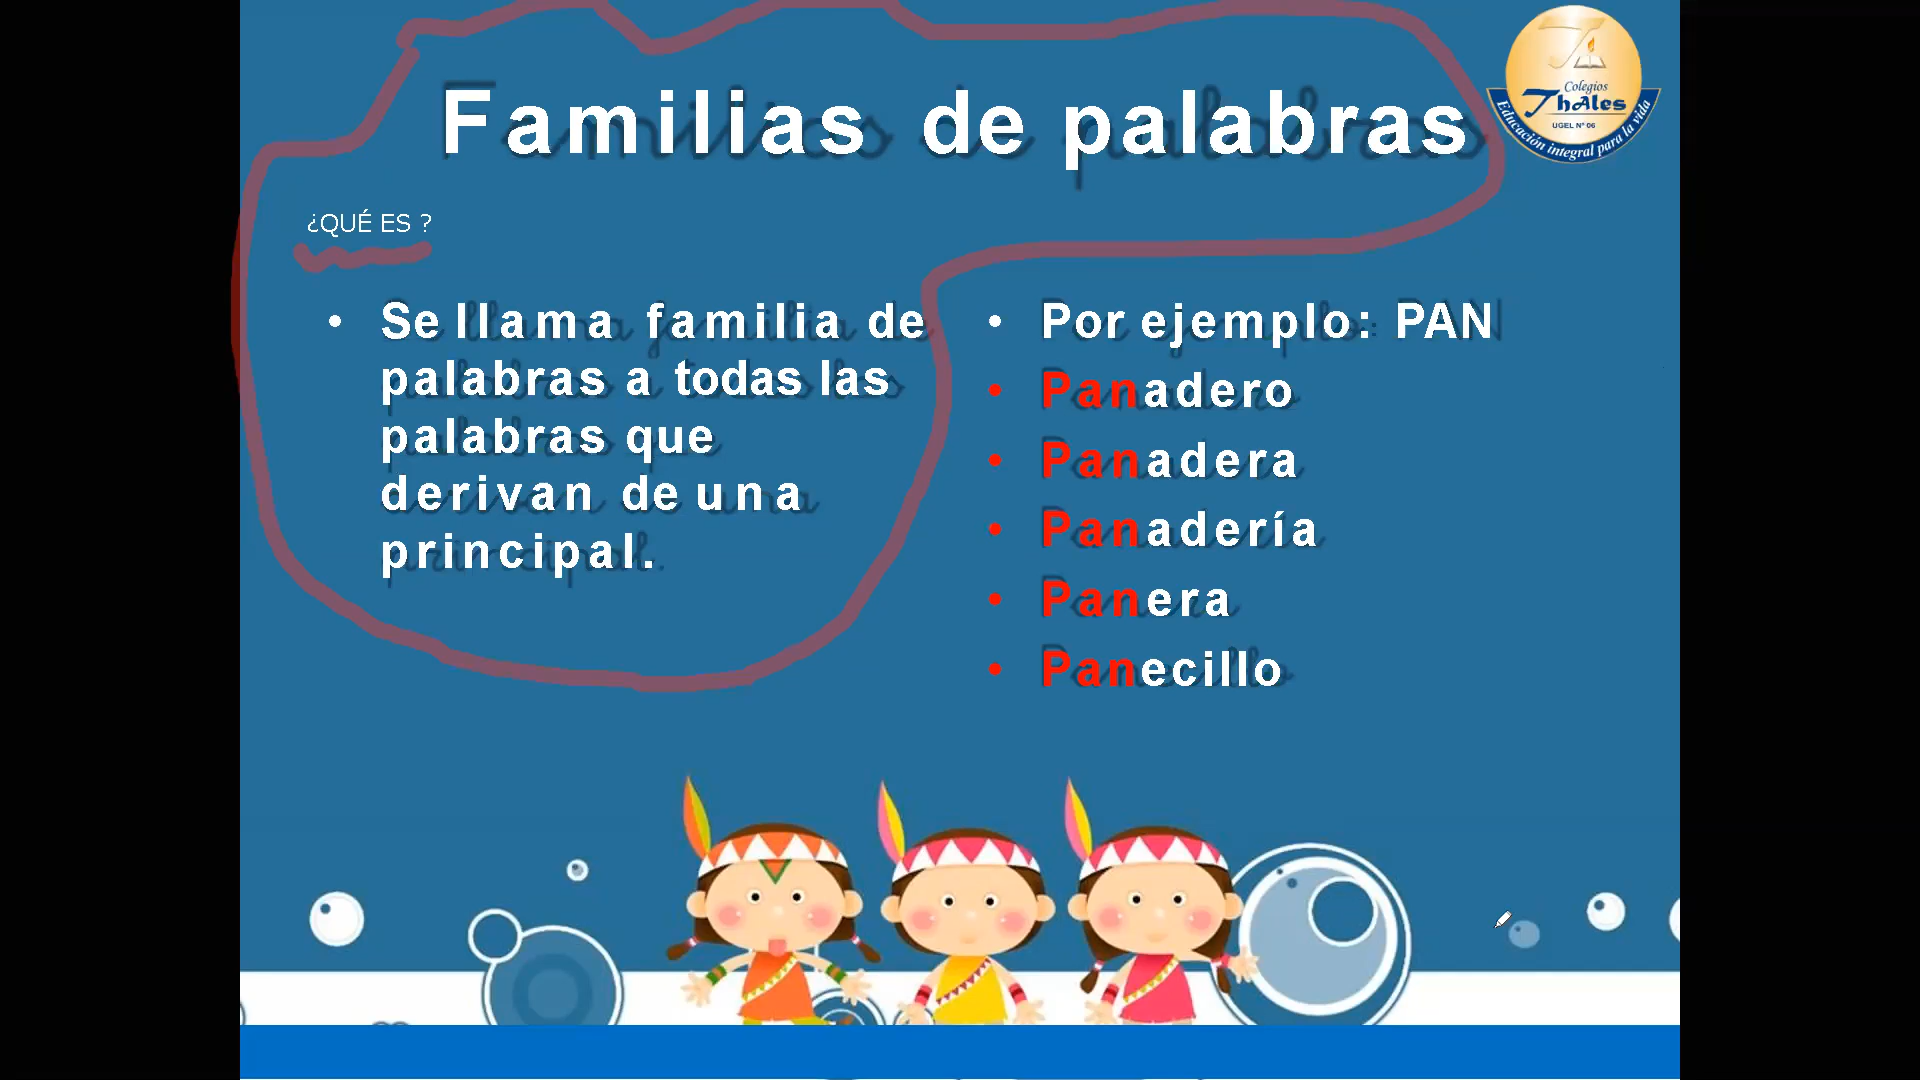 Familias de palabras
Colegios
Thales
UGEL Nº 06
Educación integral para la vida
¿QUÉ ES ?
• Se llama familia de
palabras a todas las
palabras que
derivan de una
principal.
• Por ejemplo: PAN
• Panadero
• Panadera
• Panadería
• Panera
• Panecillo